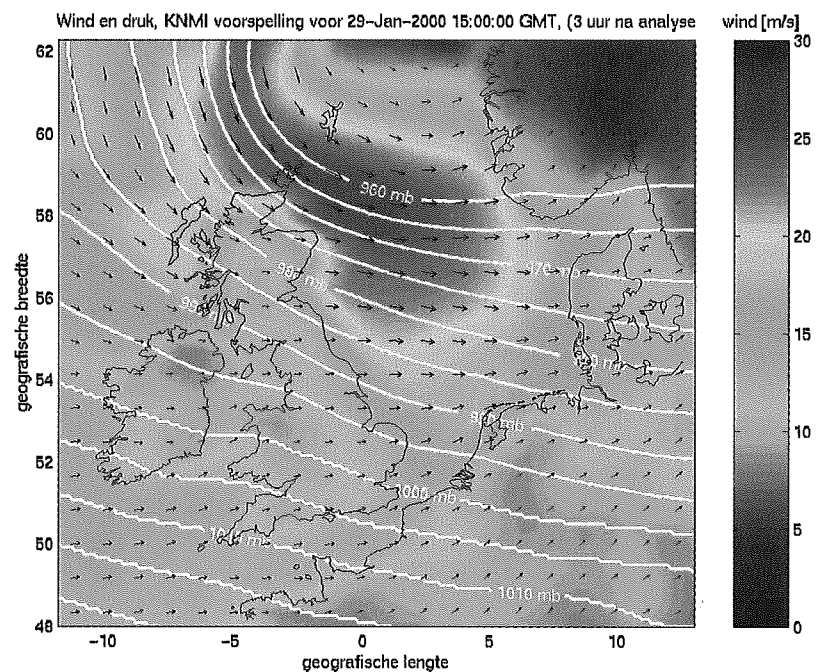 Wind en druk, KNMI voorspelling voor 29-Jan-2000 15:00:00 GMT, (3 uur na analyse
wind [m/s]
62
60
58
56
54
52
50
48
geografische breedte
960 mb
970 mb
980 mb
1000 mb
1010 mb
-10
-5
0
5
10
geografische lengte
30
25
20
15
10
5
0